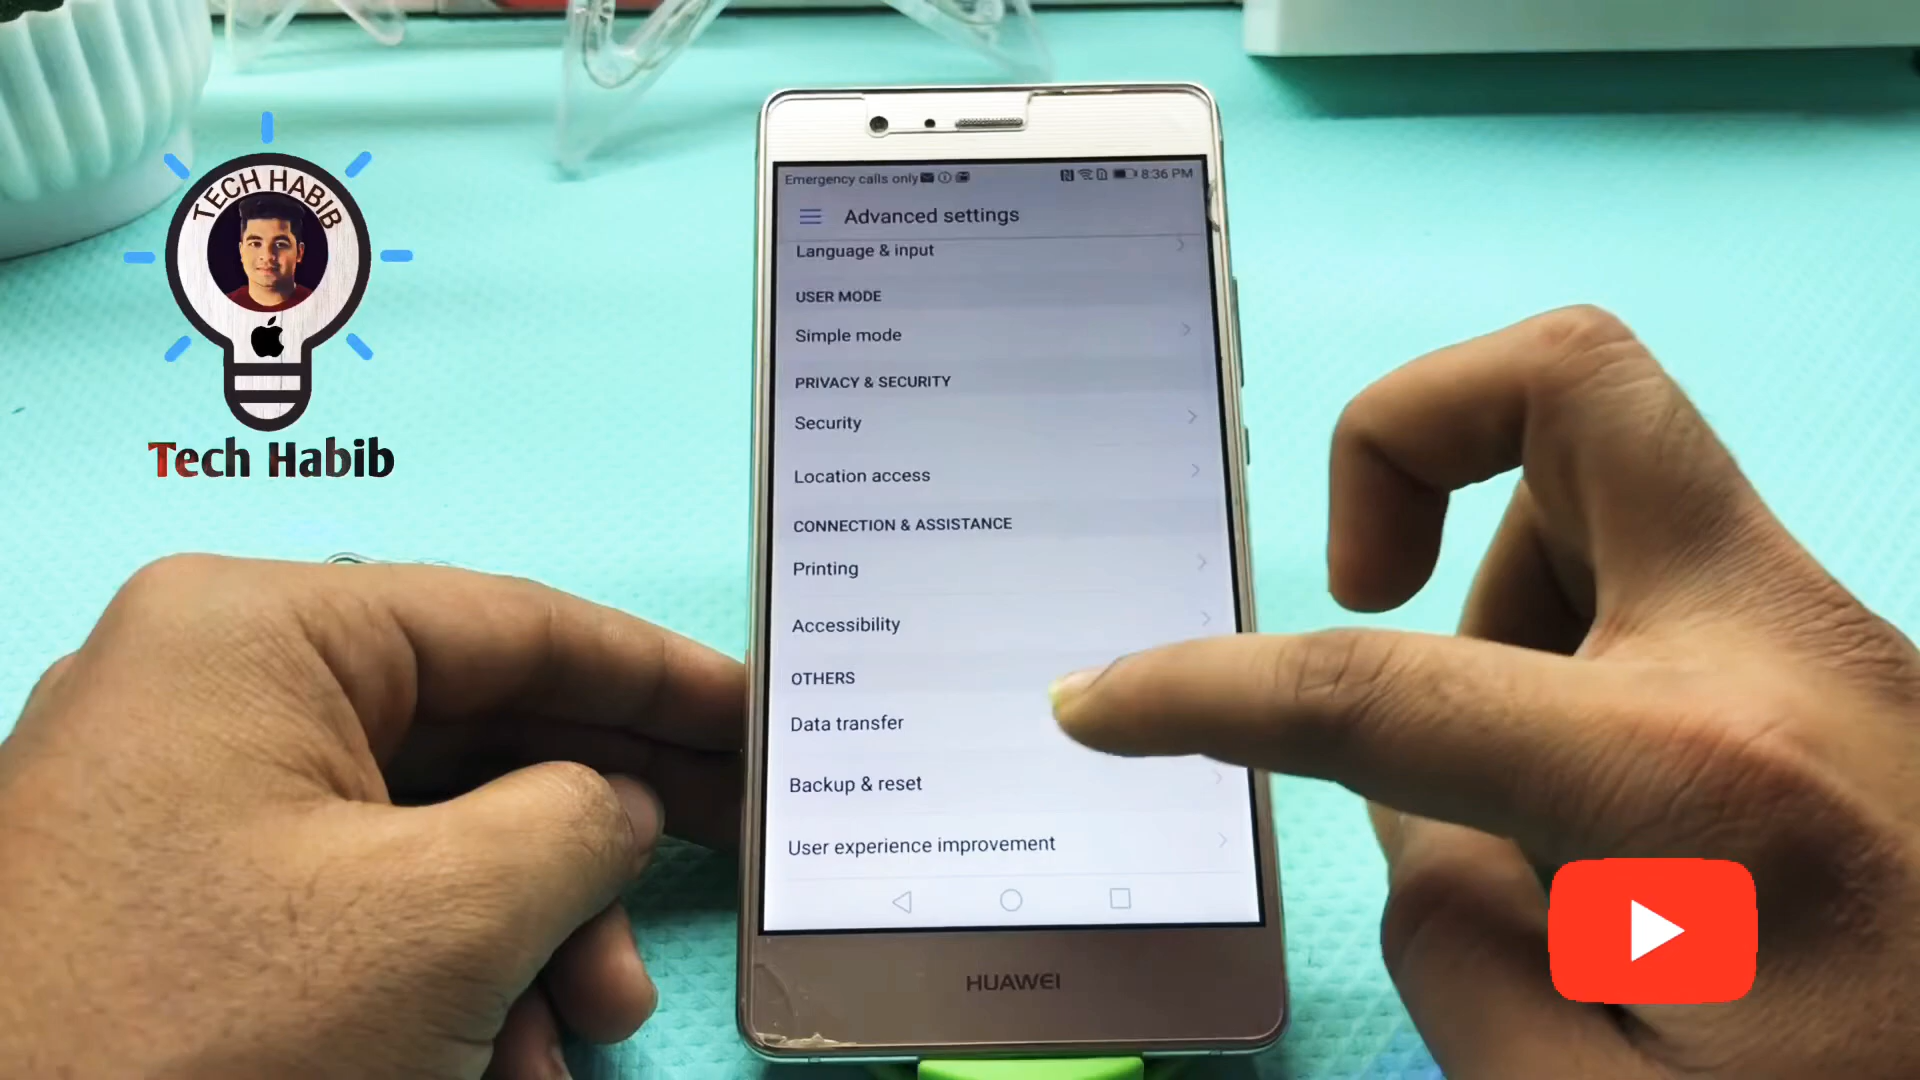 TECH HABIB
Tech Habib
Emergency calls only
8:36 PM
Advanced settings
Language & input
USER MODE
Simple mode
PRIVACY & SECURITY
Security
Location access
CONNECTION & ASSISTANCE
Printing
Accessibility
OTHERS
Data transfer
Backup & reset
User experience improvement
HUAWEI